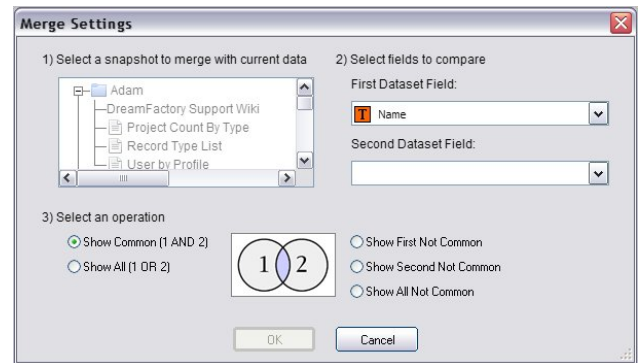 Merge Settings
1) Select a snapshot to merge with current data
Adam
DreamFactory Support Wiki
Project Count By Type
Record Type List
User by Profile
2) Select fields to compare
First Dataset Field:
T Name
Second Dataset Field:
3) Select an operation
Show Common (1 AND 2)
Show All (1 OR 2)
1 2
Show First Not Common
Show Second Not Common
Show All Not Common
OK Cancel